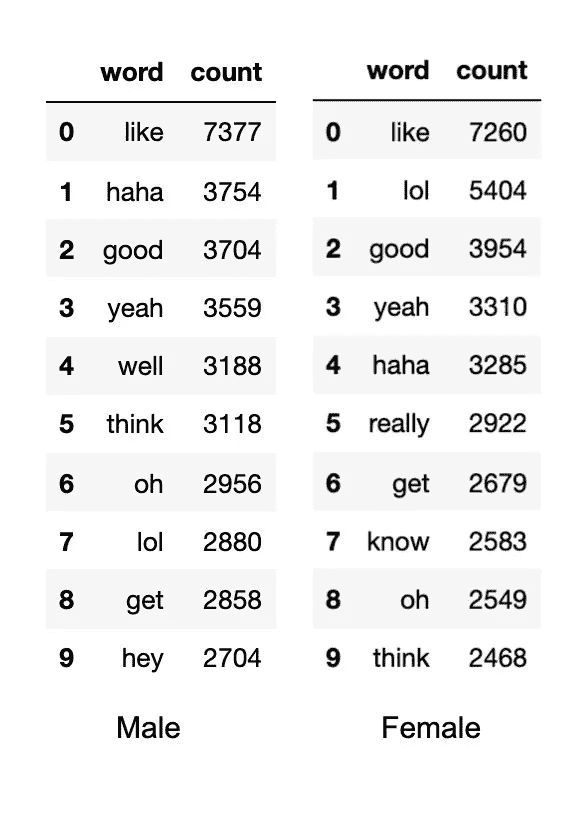 word count
0 like 7377
1 haha 3754
2 good 3704
3 yeah 3559
4 well 3188
5 think 3118
6 oh 2956
7 lol 2880
8 get 2858
9 hey 2704
Male
word count
0 like 7260
1 lol 5404
2 good 3954
3 yeah 3310
4 haha 3285
5 really 2922
6 get 2679
7 know 2583
8 oh 2549
9 think 2468
Female